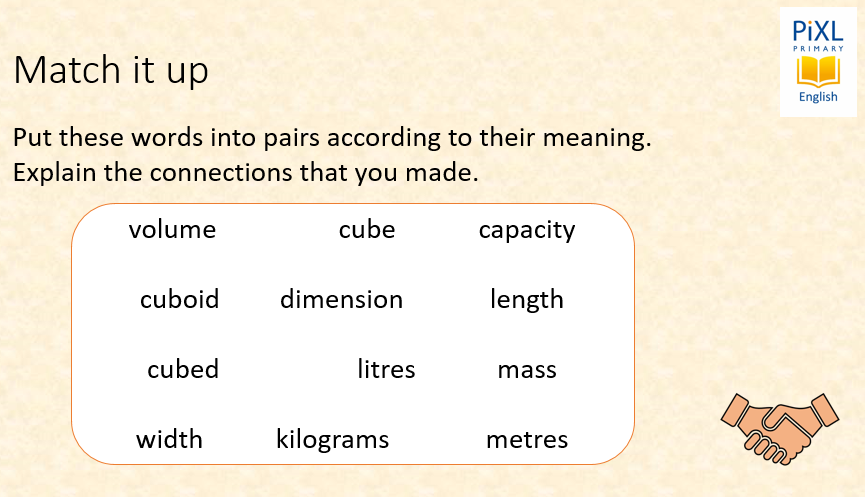 PiXL
PRIMARY
English
Match it up
Put these words into pairs according to their meaning.
Explain the connections that you made.
volume cube capacity
cuboid dimension length
cubed litres mass
width kilograms metres